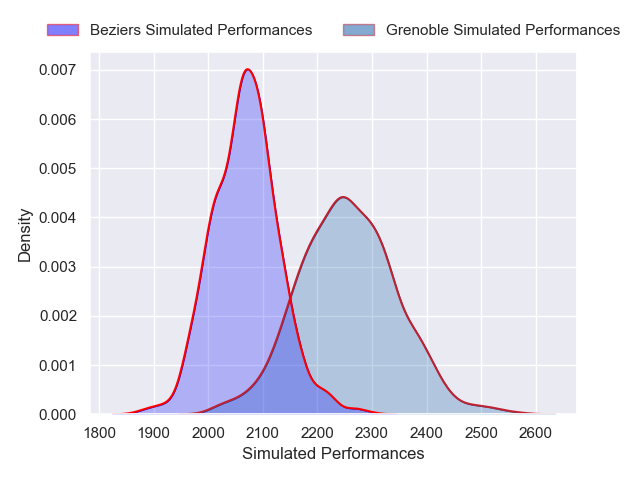 Beziers Simulated Performances Grenoble Simulated Performances
0.007
0.006
0.005
0.004
0.003
0.002
0.001
0.000
Density
1800 1900 2000 2100 2200 2300 2400 2500 2600
Simulated Performances